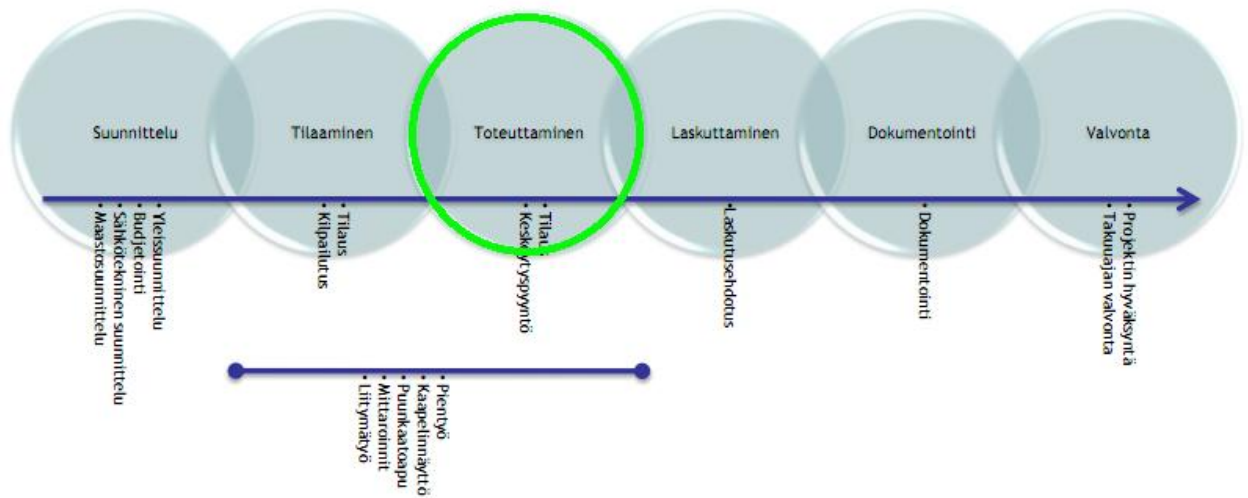 Suunnittelu
Tilaaminen
Toteuttaminen
Laskuttaminen
Dokumentointi
Valvonta
• Yleissuunnittelu
• Budjetointi
• Sähkötekninen suunnittelu
• Maastosuunnittelu
• Tilaus
• Kilpailutus
• Tilaus
• Keskeytyspyyntö
• Laskutusehdotus
• Dokumentointi
• Projektin hyväksyntä
• Takuuajan valvonta
• Pientyö
• Kaapelinnäyttö
• Puunkaatoapu
• Mittaroinnit
• Liitymätyö